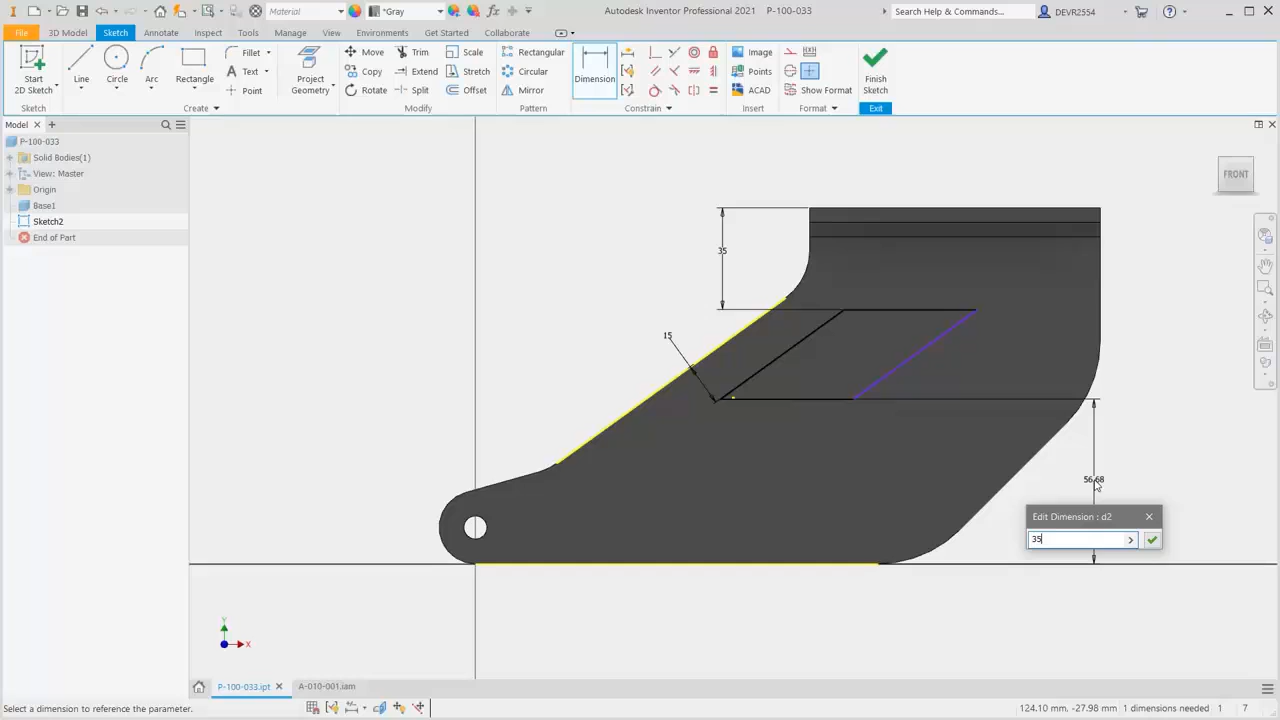 Material
*Gray
Autodesk Inventor Professional 2021 P-100-033
Search Help & Commands...
DEVR2554
File
3D Model
Sketch
Annotate
Inspect
Tools
Manage
View
Environments
Get Started
Collaborate
Start
2D Sketch
Line
Circle
Arc
Rectangle
Fillet
Text
Point
Project
Geometry
Move
Copy
Rotate
Trim
Extend
Split
Scale
Stretch
Offset
Rectangular
Circular
Mirror
Dimension
Image
Points
ACAD
Show Format
Finish
Sketch
Sketch
Create
Modify
Pattern
Constrain
Insert
Format
Exit
Model
P-100-033
Solid Bodies(1)
View: Master
Origin
Base1
Sketch2
End of Part
FRONT
35
15
56.68
Edit Dimension : d2
35
Y
X
P-100-033.ipt
A-010-001.iam
Select a dimension to reference the parameter.
124.10 mm, -27.98 mm
1 dimensions needed
1
7